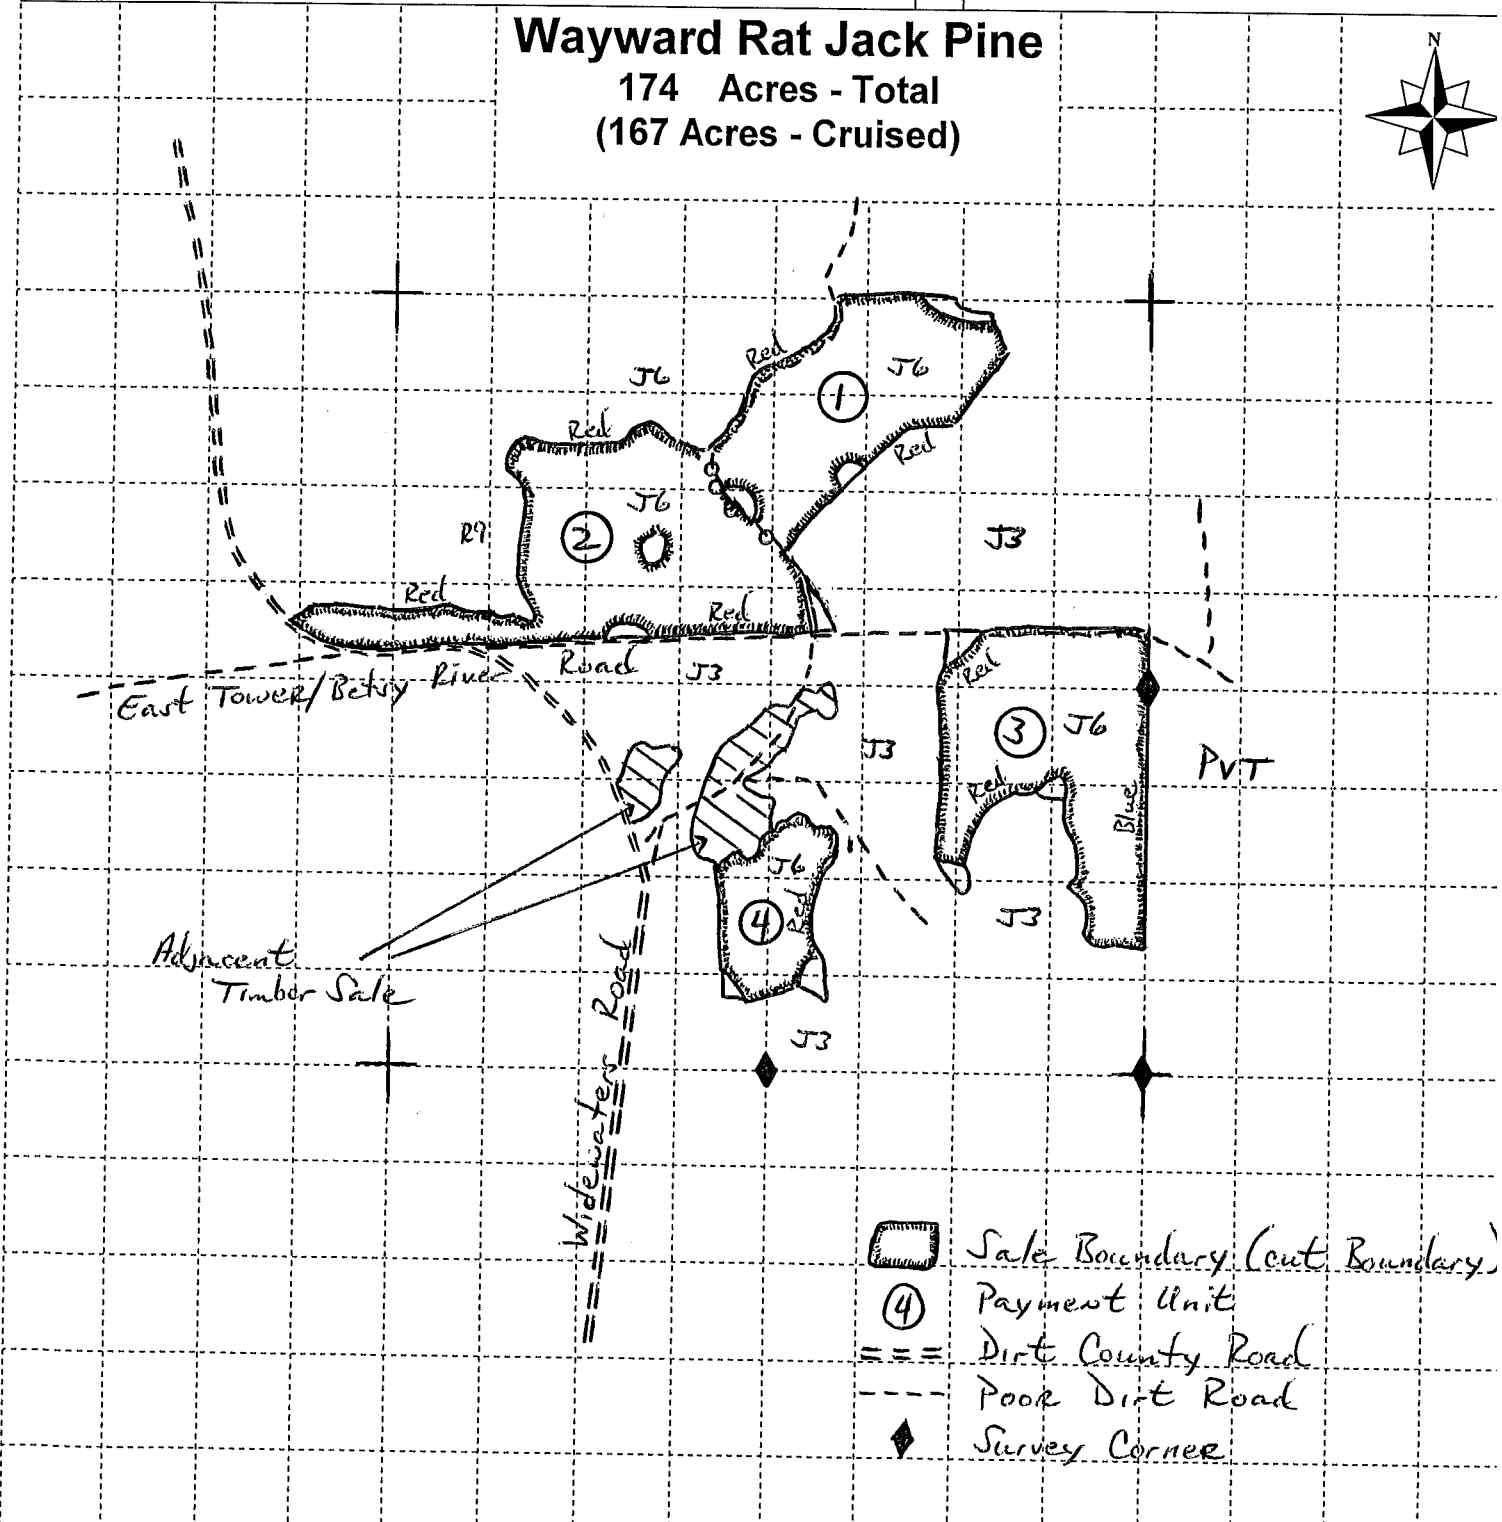 Wayward Rat Jack Pine
174 Acres - Total
(167 Acres - Cruised)
N
Red
J6
J6
1
Red
Red
J6
R9
2
J3
Red
Red
Road
J3
East Tower/Betsy River
Red
3
J6
J3
PVT
Red
Blue
J6
Red
4
J3
Adjacent
Timber Sale
Widewaters Road
J3
Sale Boundary (cut Boundary)
4 Payment Unit
=== Dirt County Road
---- Poor Dirt Road
Survey Corner